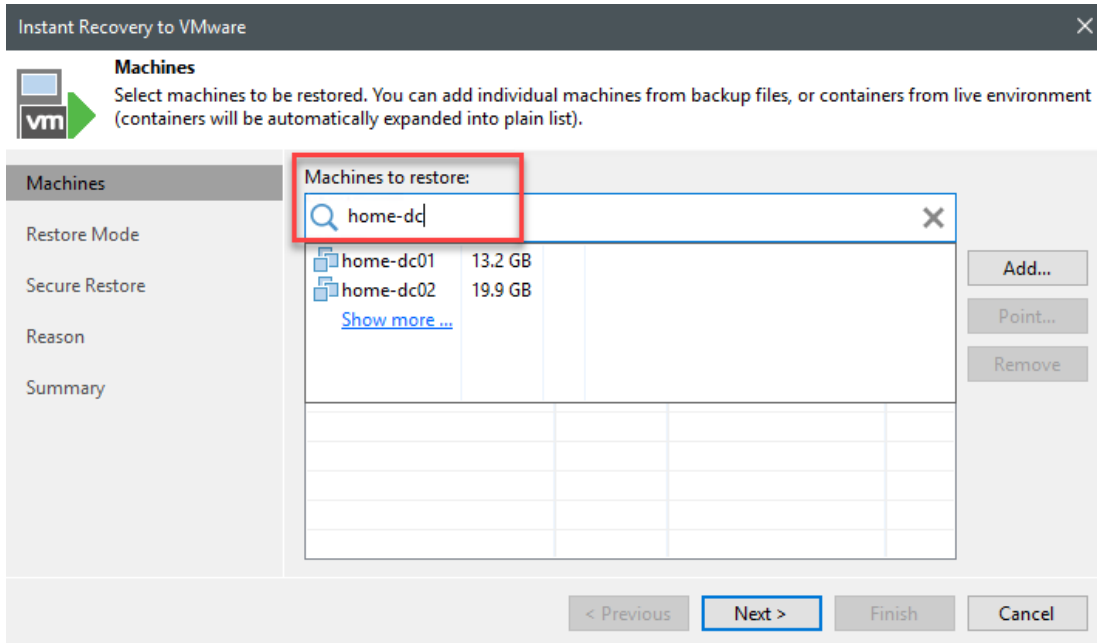 Instant Recovery to VMware
Machines
Select machines to be restored. You can add individual machines from backup files, or containers from live environment
(containers will be automatically expanded into plain list).
vm
Machines
Restore Mode
Secure Restore
Reason
Summary
Machines to restore:
home-dc
home-dc01 13.2 GB
home-dc02 19.9 GB
Show more ...
Add...
Point...
Remove
< Previous Next > Finish Cancel